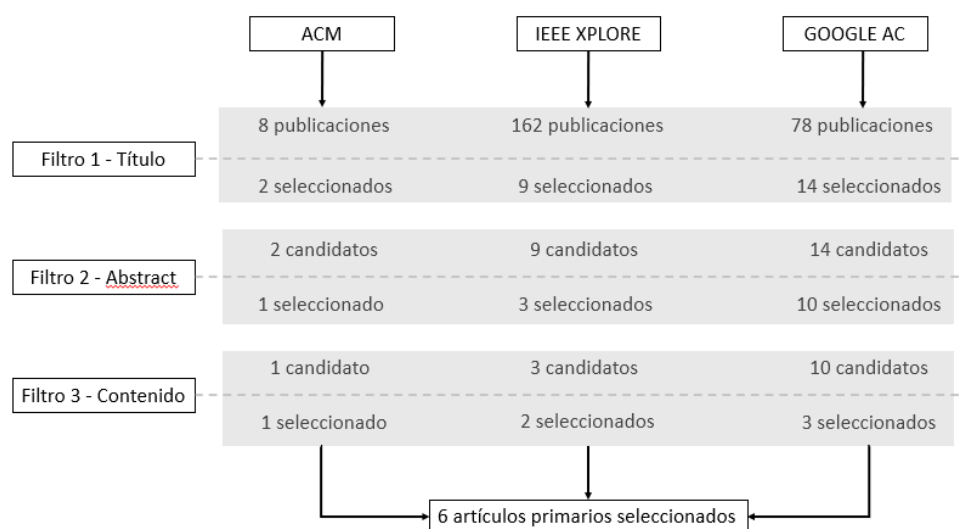 ACM
IEEE XPLORE
GOOGLE AC
8 publicaciones
162 publicaciones
78 publicaciones
Filtro 1 - Título
2 seleccionados
9 seleccionados
14 seleccionados
2 candidatos
9 candidatos
14 candidatos
Filtro 2 - Abstract
1 seleccionado
3 seleccionados
10 seleccionados
1 candidato
3 candidatos
10 candidatos
Filtro 3 - Contenido
1 seleccionado
2 seleccionados
3 seleccionados
6 artículos primarios seleccionados